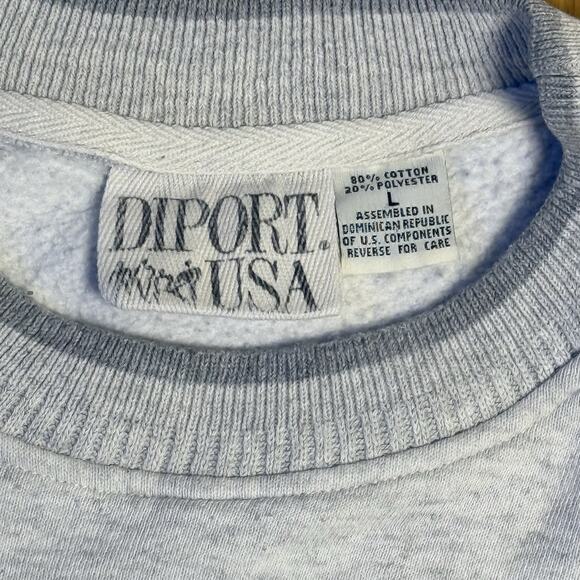 DIPORT.
USA
80% COTTON
20% POLYESTER
L
ASSEMBLED IN
DOMINICAN REPUBLIC
OF U.S. COMPONENTS
REVERSE FOR CARE